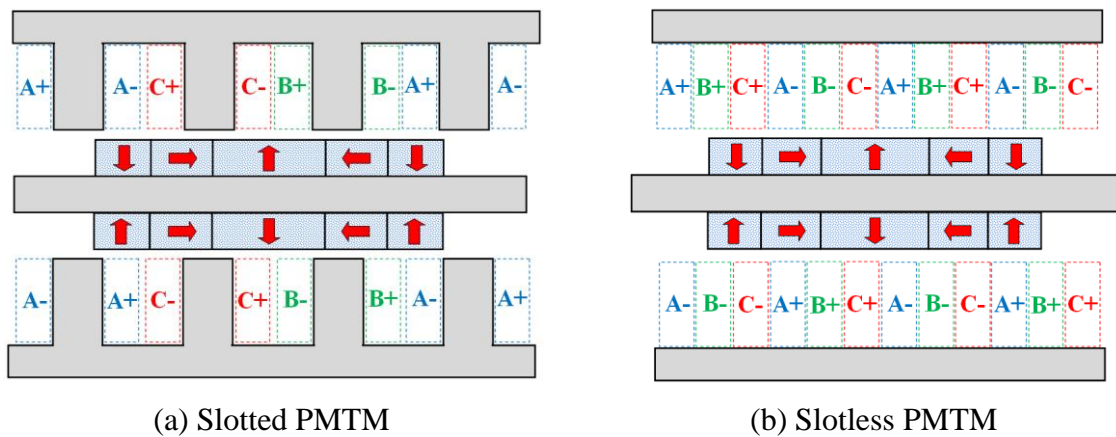 A+ A- C+ C- B+ B- A+ A-
A+ B+ C+ A- B- C- A+ B+ C+ A- B- C-
A- A+ C- C+ B- B+ A- A+
A- B- C- A+ B+ C+ A- B- C- A+ B+ C+
(a) Slotted PMTM
(b) Slotless PMTM